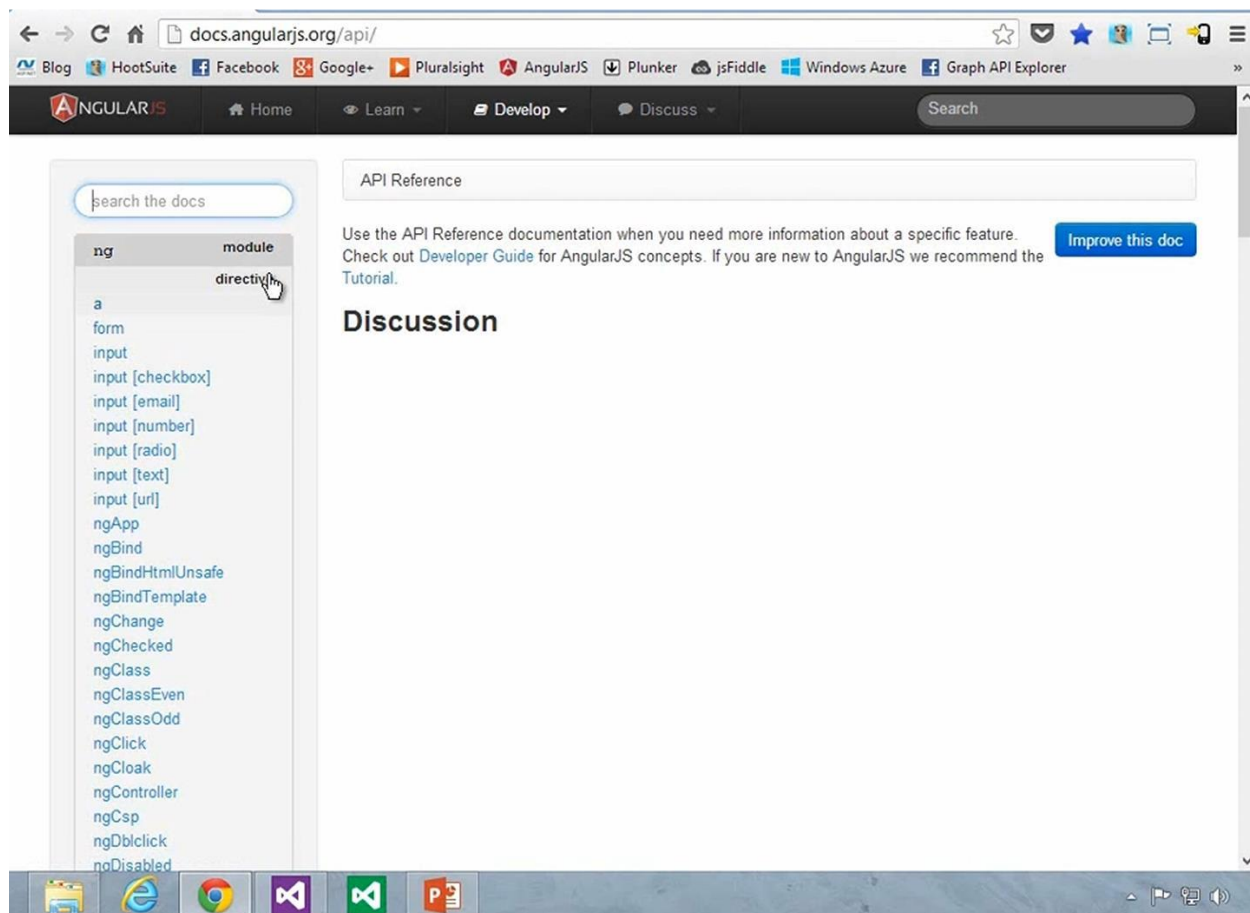 docs.angularjs.org/api/
Blog HootSuite Facebook Google+ Pluralsight AngularJS Plunker jsFiddle Windows Azure Graph API Explorer »
ANGULARJS Home Learn Develop Discuss Search
search the docs
API Reference
ng module
directive
a
form
input
input [checkbox]
input [email]
input [number]
input [radio]
input [text]
input [url]
ngApp
ngBind
ngBindHtmlUnsafe
ngBindTemplate
ngChange
ngChecked
ngClass
ngClassEven
ngClassOdd
ngClick
ngCloak
ngController
ngCsp
ngDblclick
ngDisabled
Use the API Reference documentation when you need more information about a specific feature.
Check out Developer Guide for AngularJS concepts. If you are new to AngularJS we recommend the
Tutorial.
Improve this doc
Discussion